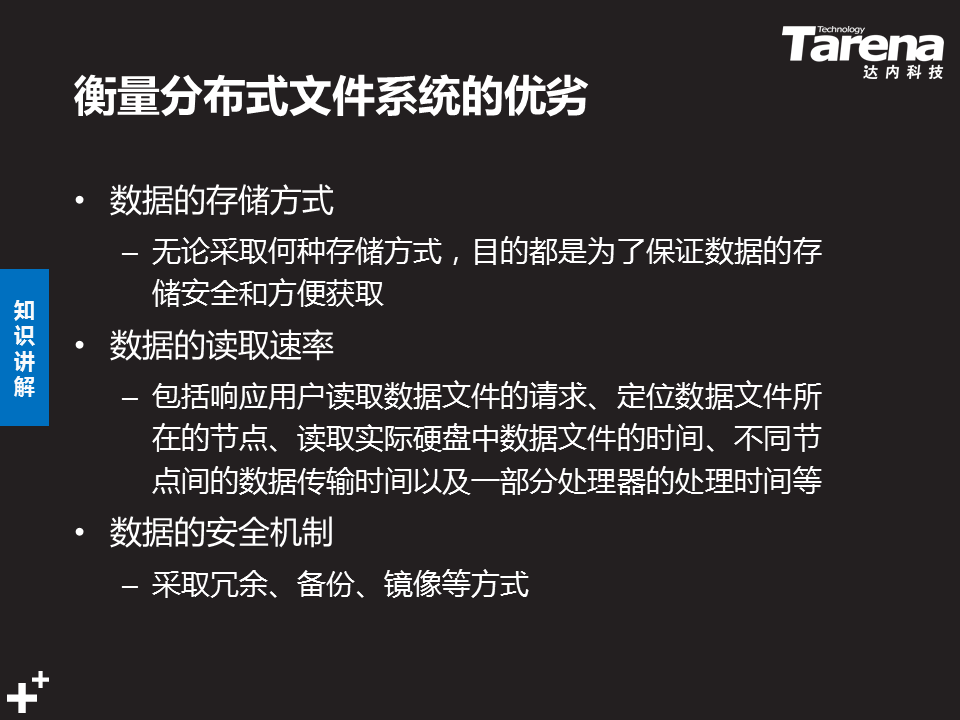 Technology
Tarena
达内科技
衡量分布式文件系统的优劣
• 数据的存储方式
– 无论采取何种存储方式，目的都是为了保证数据的存
储安全和方便获取
• 数据的读取速率
– 包括响应用户读取数据文件的请求、定位数据文件所
在的节点、读取实际硬盘中数据文件的时间、不同节
点间的数据传输时间以及一部分处理器的处理时间等
• 数据的安全机制
– 采取冗余、备份、镜像等方式
知
识
讲
解